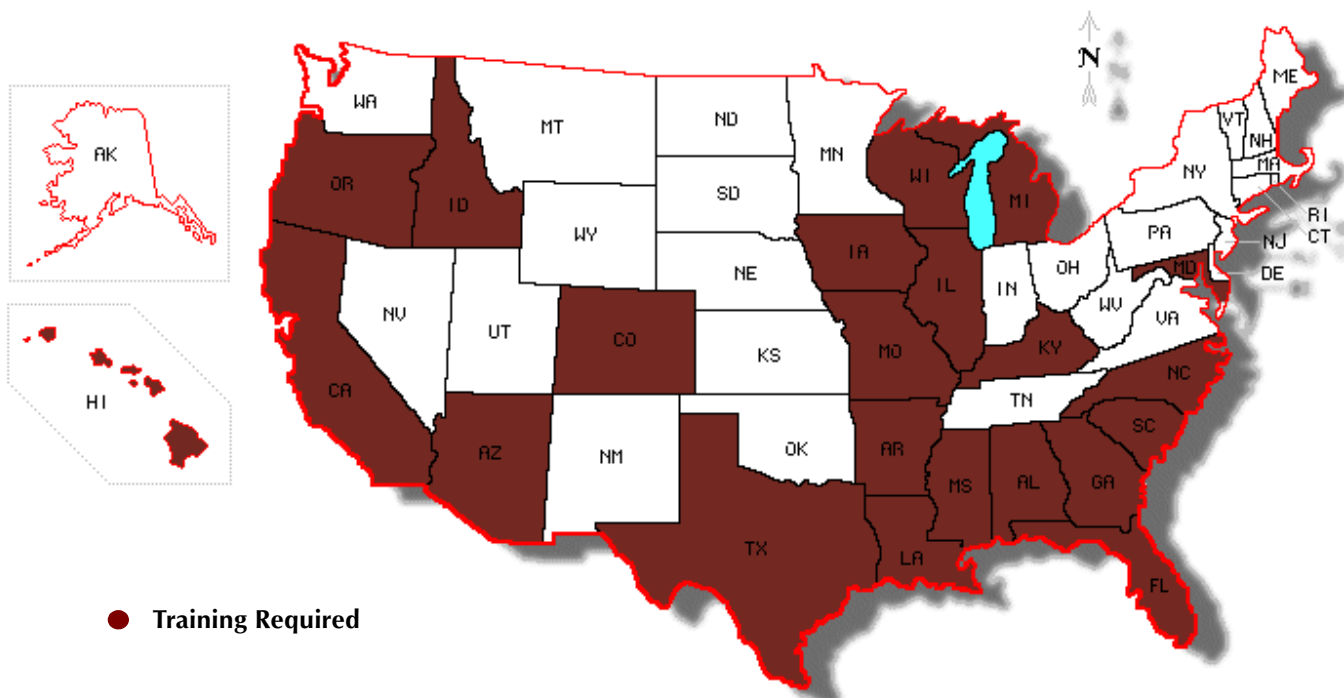 N
ME
WA
VT
NH
MT
ND
MA
AK
MN
NY
OR
WI
ID
SD
MI
RI
WY
PA
CT
NJ
IA
OH
MD
DE
NE
IL
IN
WV
NV
UT
VA
CO
KS
MO
KY
CA
NC
HI
TN
SC
AZ
OK
AR
NM
MS
AL
GA
TX
LA
FL
Training Required